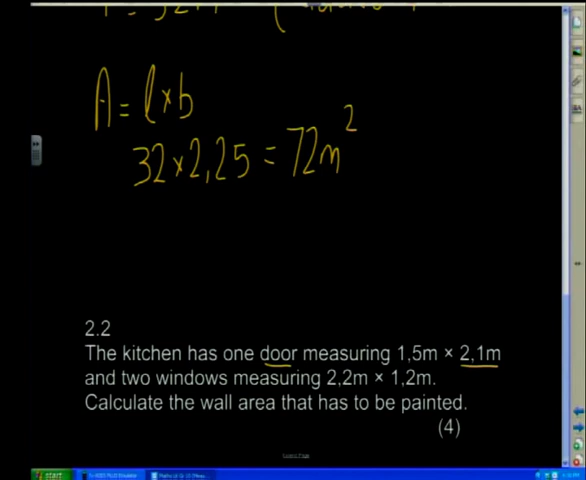 A = l × b
32 × 2,25 = 72m²
2.2
The kitchen has one door measuring 1,5m × 2,1m
and two windows measuring 2,2m × 1,2m.
Calculate the wall area that has to be painted.
(4)
start